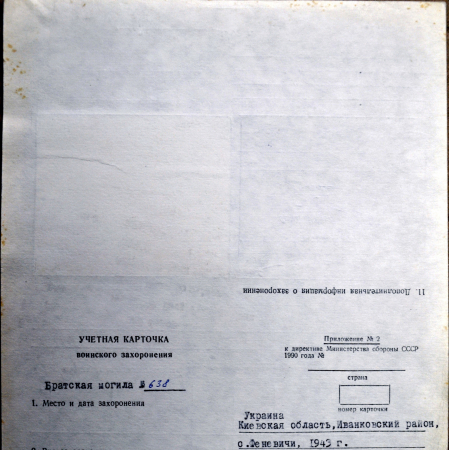 11. Дополнительная информация о захоронении
УЧЕТНАЯ КАРТОЧКА
воинского захоронения
Приложение № 2
к директиве Министерства обороны СССР
1990 года №
страна
Братская могила № 638
номер карточки
1. Место и дата захоронения
Украина
Киевская область, Иванковский район,
с.Феневичи, 1943 г.